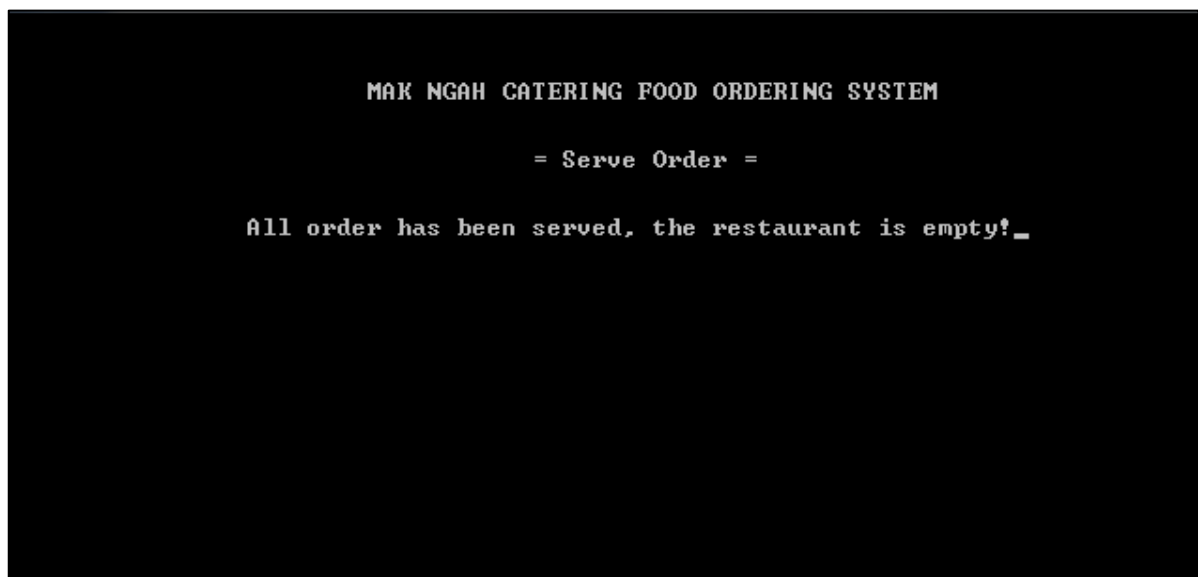 MAK NGAH CATERING FOOD ORDERING SYSTEM
= Serve Order =
All order has been served, the restaurant is empty!_